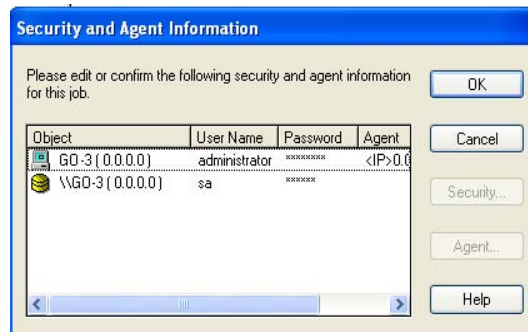 Security and Agent Information
Please edit or confirm the following security and agent information
for this job.
OK
Object User Name Password Agent
Cancel
GO-3 ( 0.0.0.0 ) administrator ******** <IP>0.0
\\GO-3 ( 0.0.0.0 ) sa ******
Security...
Agent...
Help